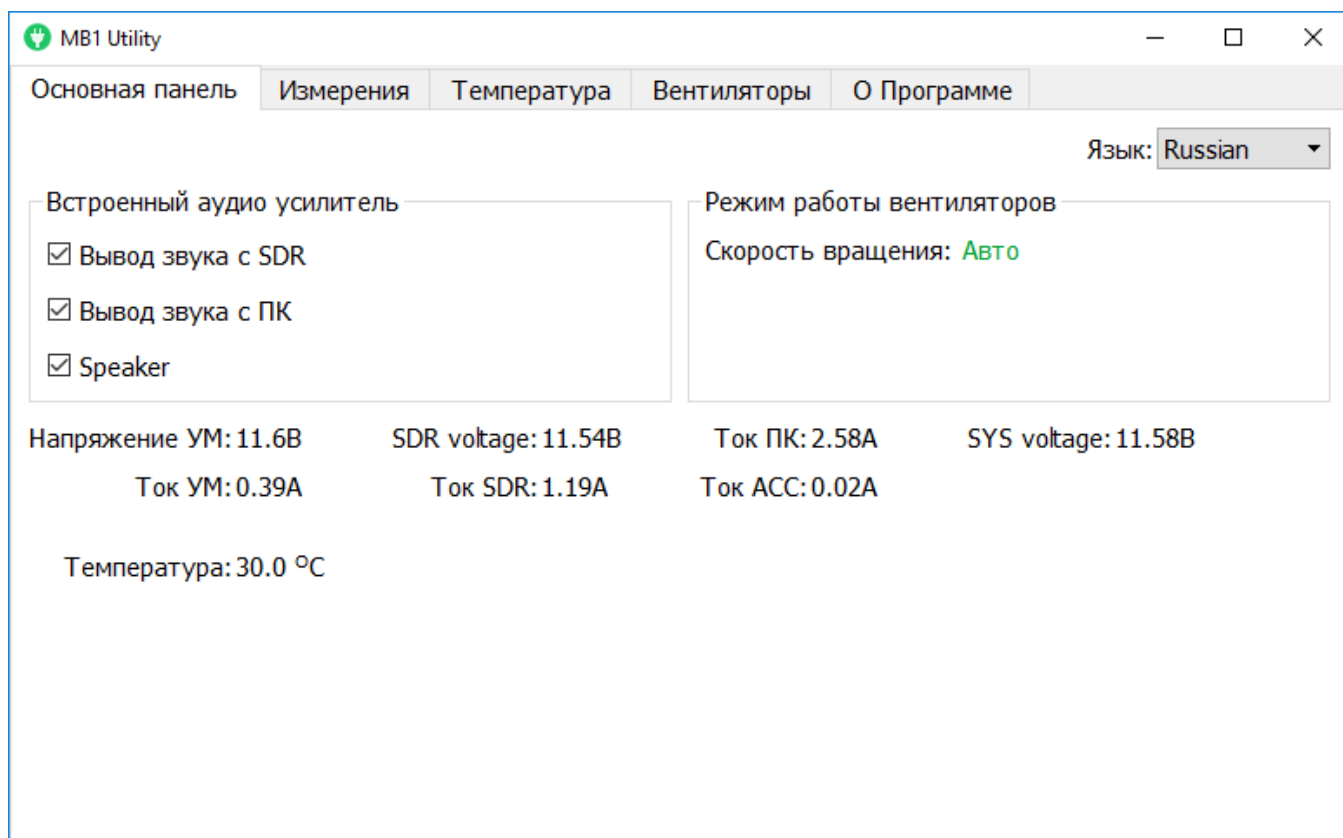 MB1 Utility
Основная панель Измерения Температура Вентиляторы О Программе
Язык: Russian
Встроенный аудио усилитель Режим работы вентиляторов
Вывод звука с SDR Скорость вращения: Авто
Вывод звука с ПК
Speaker
Напряжение УМ: 11.6В SDR voltage: 11.54В Ток ПК: 2.58А SYS voltage: 11.58В
Ток УМ: 0.39А Ток SDR: 1.19А Ток ACC: 0.02А
Температура: 30.0 ºC